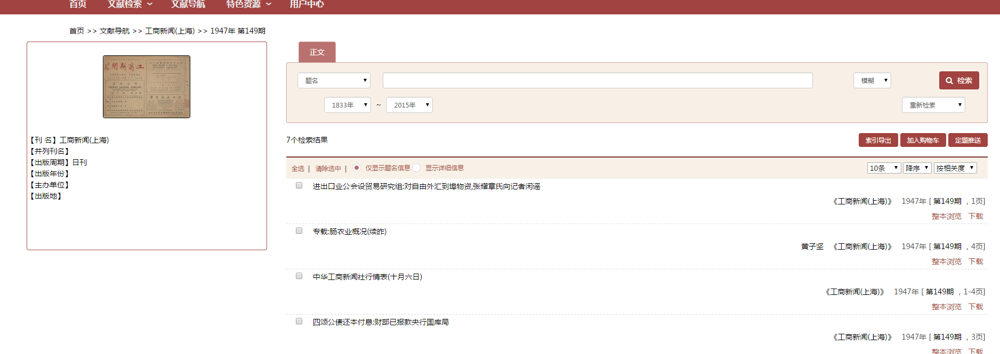 首页 文献检索 文献导航 特色资源 用户中心
首页 >> 文献导航 >> 工商新闻(上海) >> 1947年 第149期
工商新闻
【刊 名】工商新闻(上海)
【并列刊名】
【出版周期】日刊
【出版年份】
【主办单位】
【出版地】
正文
题名 模糊 检索
1833年 ~ 2015年 重新检索
7个检索结果 索引导出 加入购物车 定题推送
全选 | 清除选中 | 仅显示题名信息 显示详细信息 10条 降序 按相关度
进出口业公会设贸易研究组:对自由外汇到埠物资,张耀章氏向记者闲谣
《工商新闻(上海)》 1947年 [ 第149期 , 1页]
整本浏览 下载
专载:肠衣业概况(续昨)
黄子坚 《工商新闻(上海)》 1947年 [ 第149期 , 4页]
整本浏览 下载
中华工商新闻社行情表(十月六日)
《工商新闻(上海)》 1947年 [ 第149期 , 1-4页]
整本浏览 下载
四颂公债还本付息:财部已报款央行国库局
《工商新闻(上海)》 1947年 [ 第149期 , 3页]
整本浏览 下载